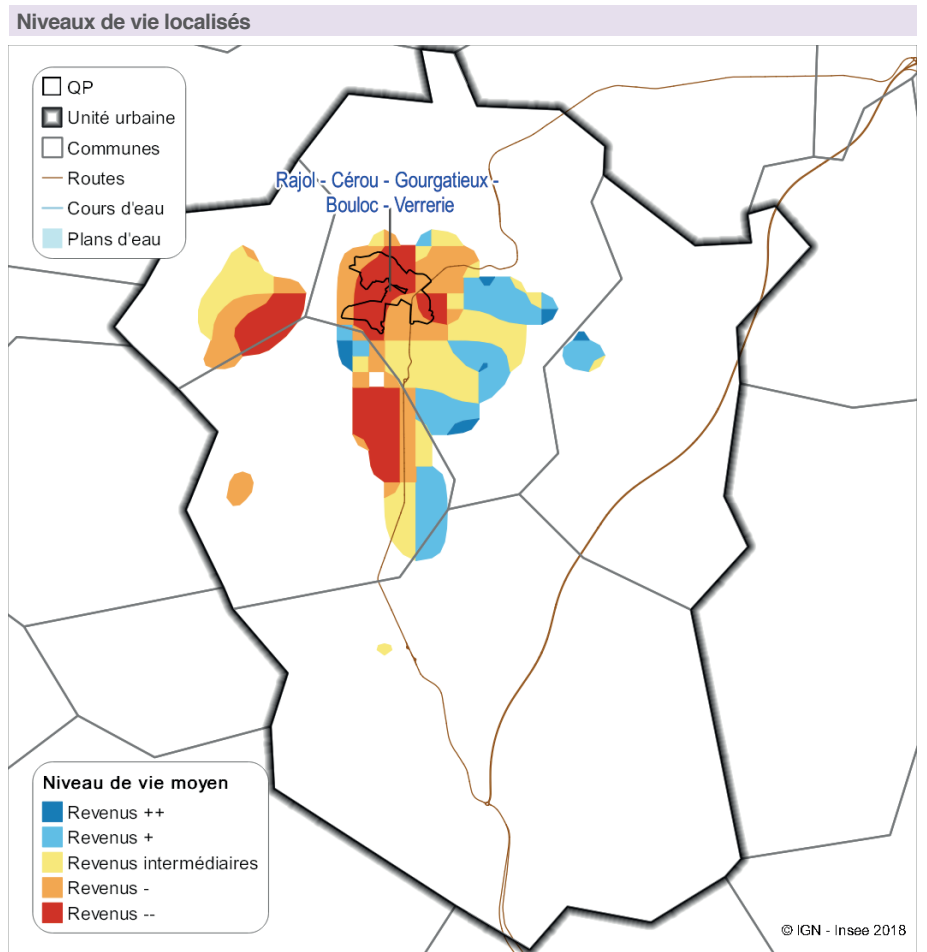 Niveaux de vie localisés
QP
Unité urbaine
Communes
Routes
Cours d'eau
Plans d'eau
Rajol - Cérou - Gourgatieux -
Bouloc - Verrerie
Niveau de vie moyen
Revenus ++
Revenus +
Revenus intermédiaires
Revenus -
Revenus --
© IGN - Insee 2018